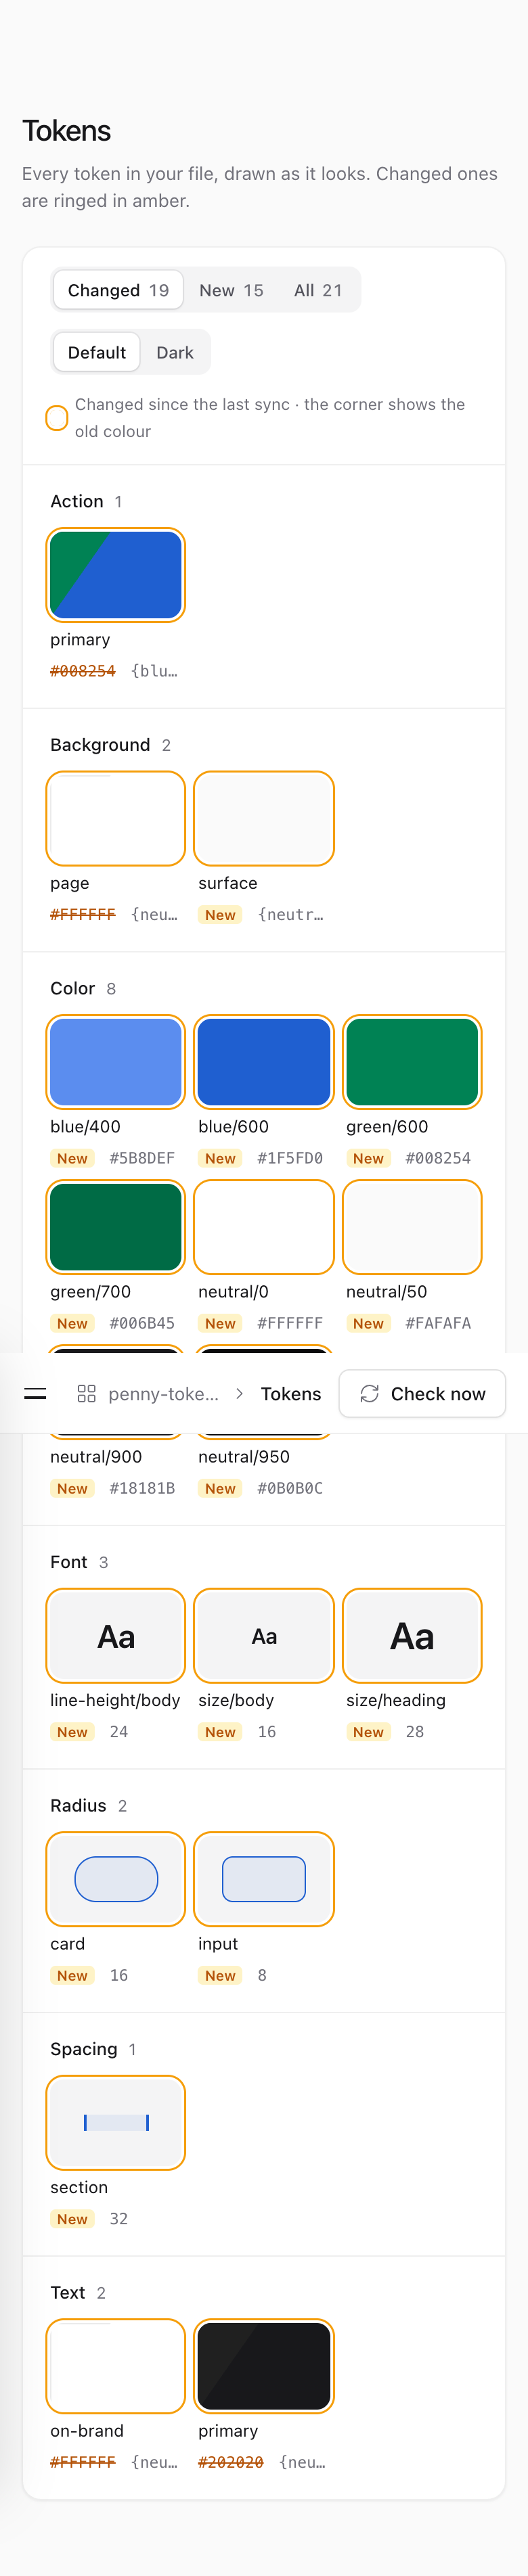 Tokens
Every token in your file, drawn as it looks. Changed ones
are ringed in amber.
Changed 19 New 15 All 21
Default Dark
Changed since the last sync · the corner shows the
old colour
Action 1
primary
#008254 {blu…
Background 2
page surface
#FFFFFF {neu… New {neutr…
Color 8
blue/400 blue/600 green/600
New #5B8DEF New #1F5FD0 New #008254
green/700 neutral/0 neutral/50
New #006B45 New #FFFFFF New #FAFAFA
penny-toke… > Tokens Check now
neutral/900 neutral/950
New #18181B New #0B0B0C
Font 3
Aa Aa Aa
line-height/body size/body size/heading
New 24 New 16 New 28
Radius 2
card input
New 16 New 8
Spacing 1
section
New 32
Text 2
on-brand primary
#FFFFFF {neu… #202020 {neu…